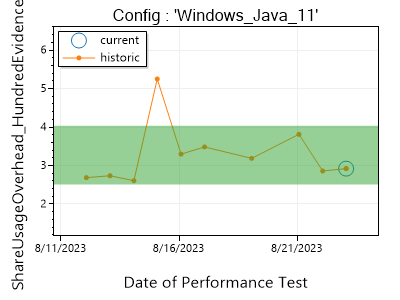 Config : 'Windows_Java_11'
current
historic
ShareUsageOverhead_HundredEvidence
6
5
4
3
2
8/11/2023
8/16/2023
8/21/2023
Date of Performance Test